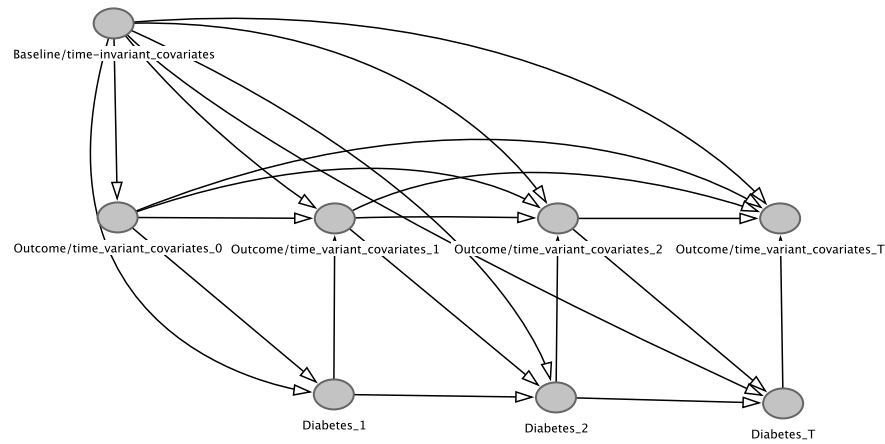 Baseline/time-invariant_covariates
Outcome/time_variant_covariates_0
Outcome/time_variant_covariates_1
Outcome/time_variant_covariates_2
Outcome/time_variant_covariates_T
Diabetes_1
Diabetes_2
Diabetes_T